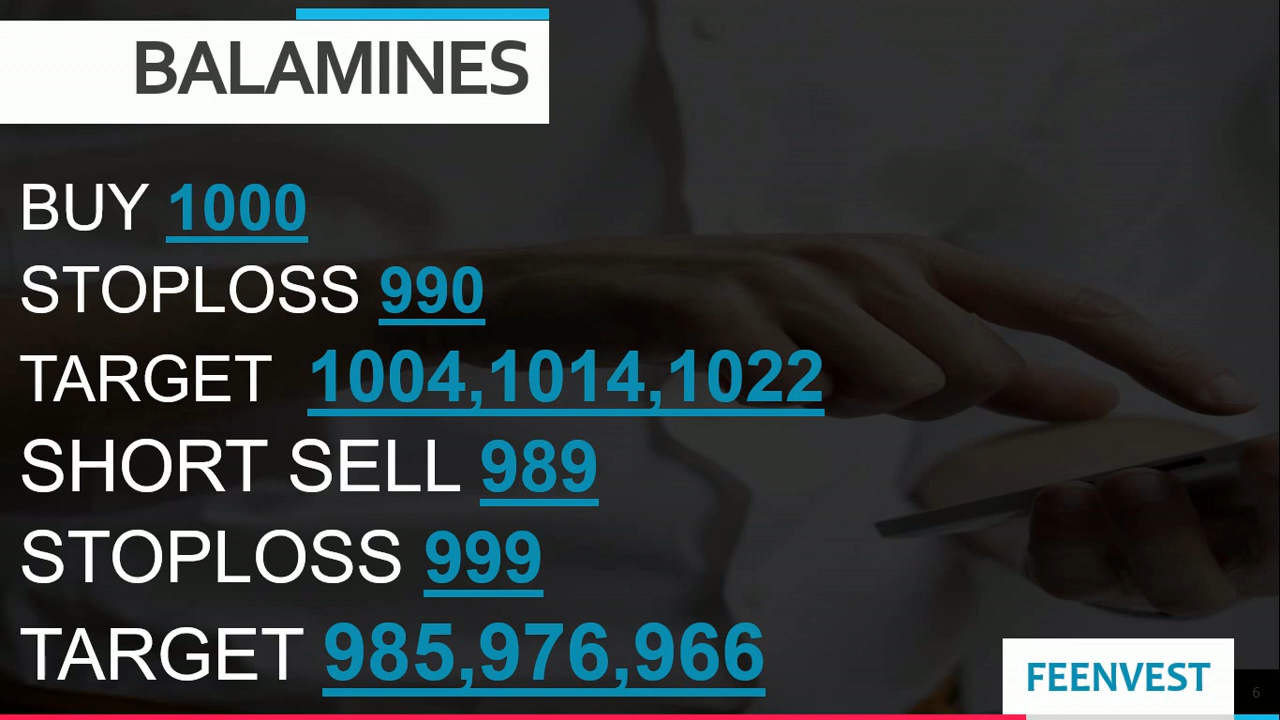 BALAMINES
BUY 1000
STOPLOSS 990
TARGET 1004,1014,1022
SHORT SELL 989
STOPLOSS 999
TARGET 985,976,966
FEENVEST
6